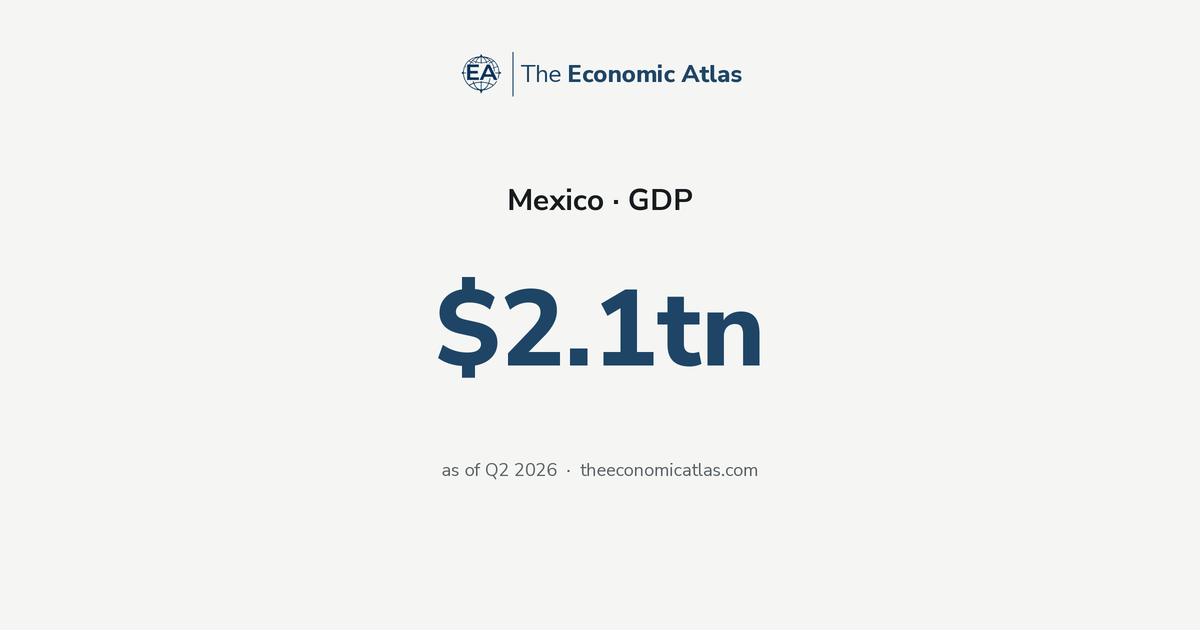 EA The Economic Atlas
Mexico · GDP
$2.1tn
as of Q2 2026 · theeconomicatlas.com